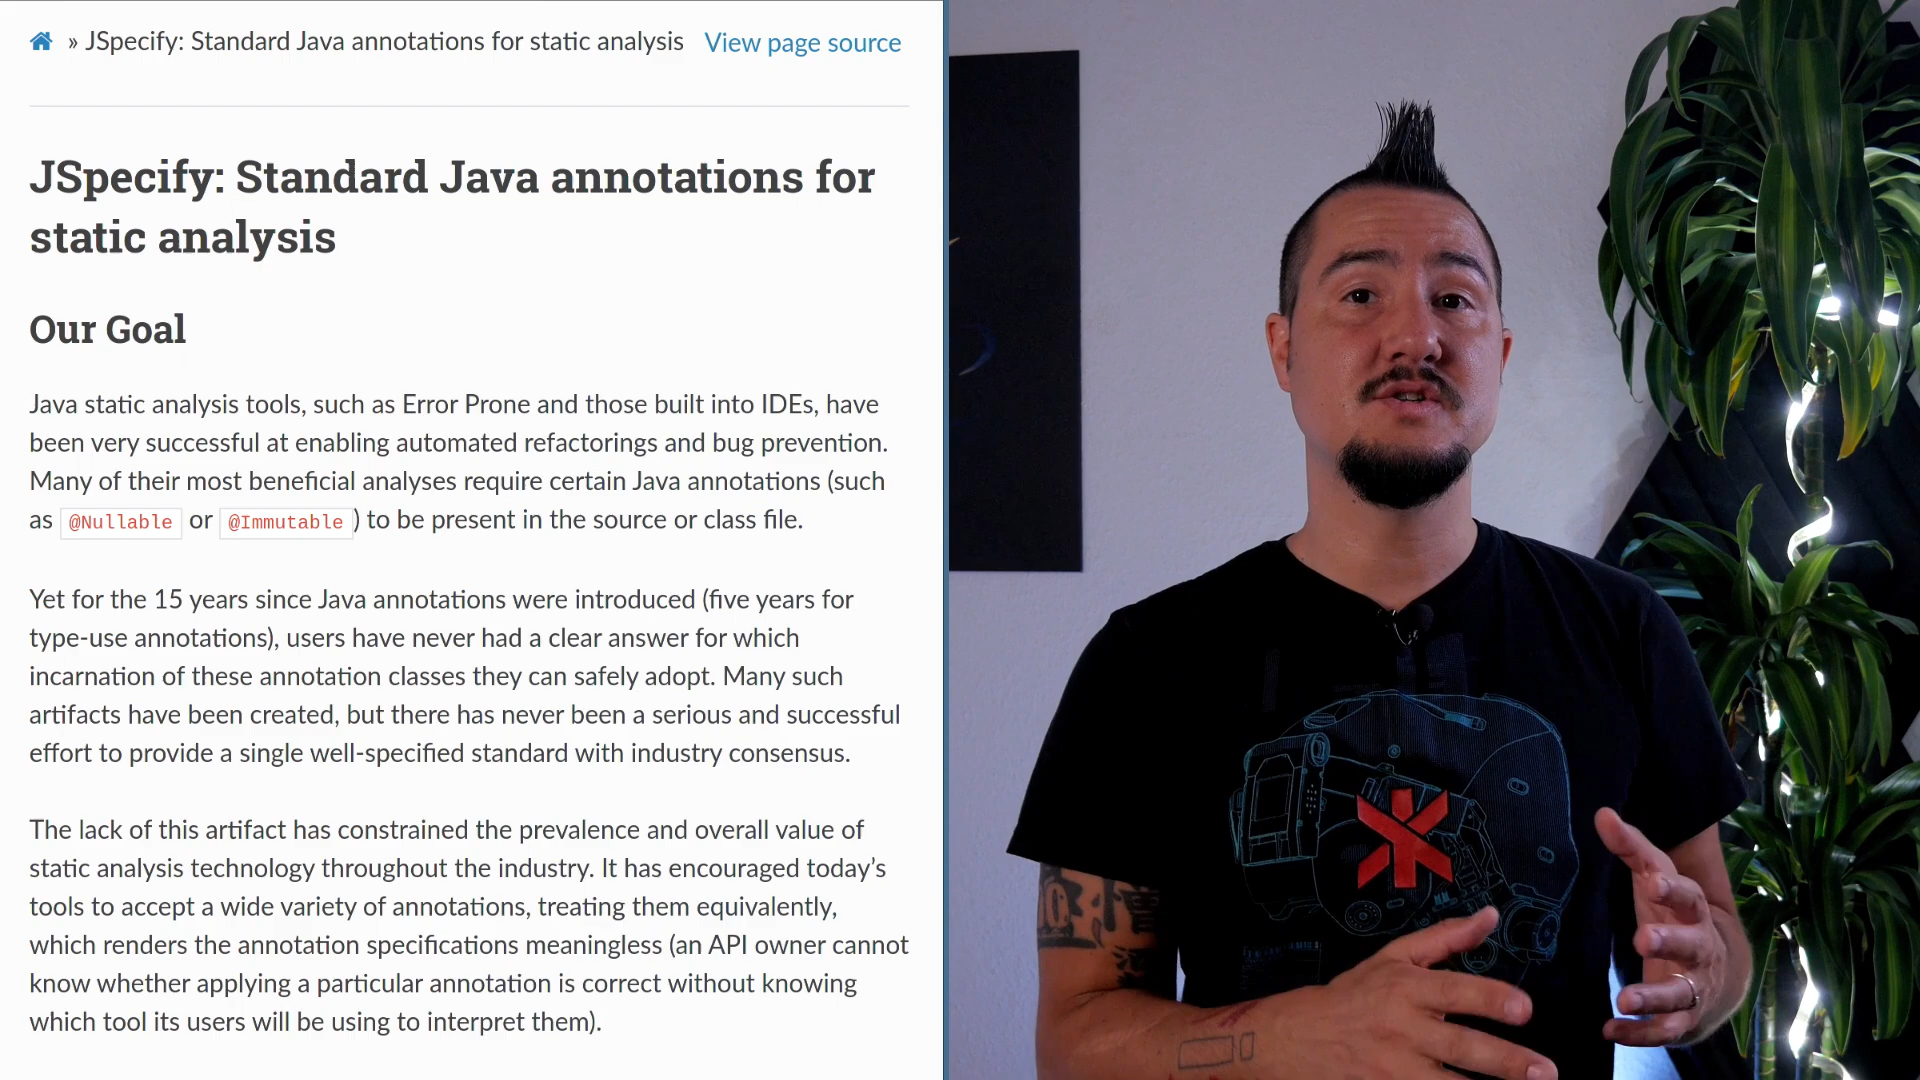 » JSpecify: Standard Java annotations for static analysis View page source
JSpecify: Standard Java annotations for
static analysis
Our Goal
Java static analysis tools, such as Error Prone and those built into IDEs, have
been very successful at enabling automated refactorings and bug prevention.
Many of their most beneficial analyses require certain Java annotations (such
as @Nullable or @Immutable) to be present in the source or class file.
Yet for the 15 years since Java annotations were introduced (five years for
type-use annotations), users have never had a clear answer for which
incarnation of these annotation classes they can safely adopt. Many such
artifacts have been created, but there has never been a serious and successful
effort to provide a single well-specified standard with industry consensus.
The lack of this artifact has constrained the prevalence and overall value of
static analysis technology throughout the industry. It has encouraged today’s
tools to accept a wide variety of annotations, treating them equivalently,
which renders the annotation specifications meaningless (an API owner cannot
know whether applying a particular annotation is correct without knowing
which tool its users will be using to interpret them).